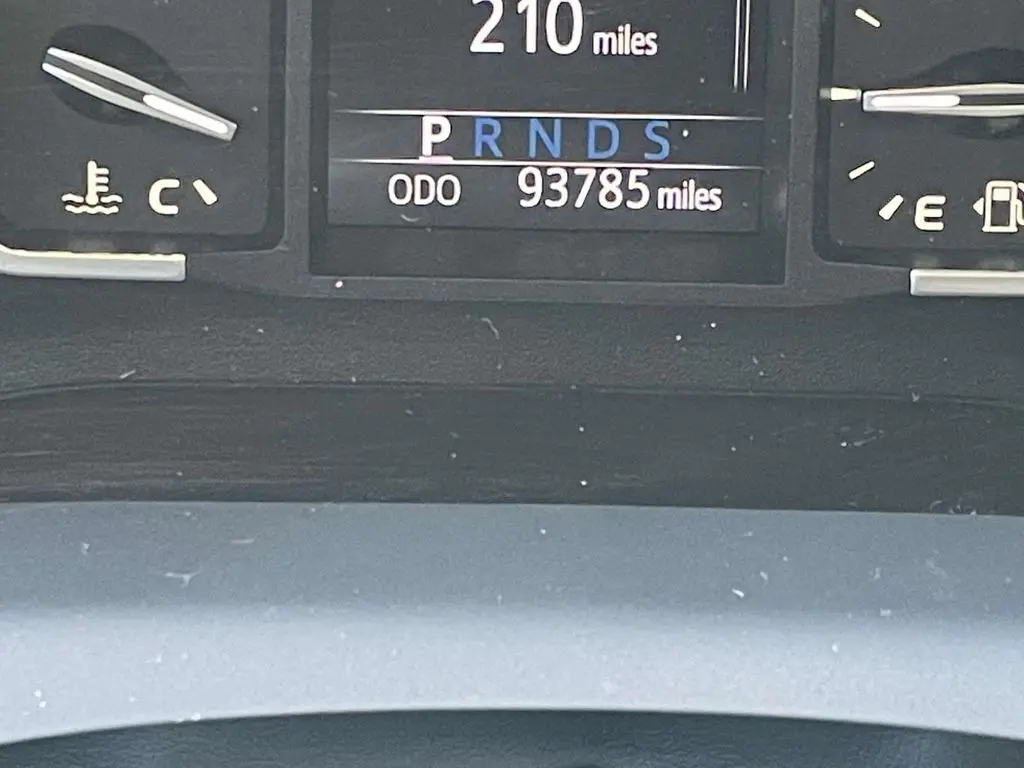 210 miles
P R N D S
ODO 93785 miles
C
E